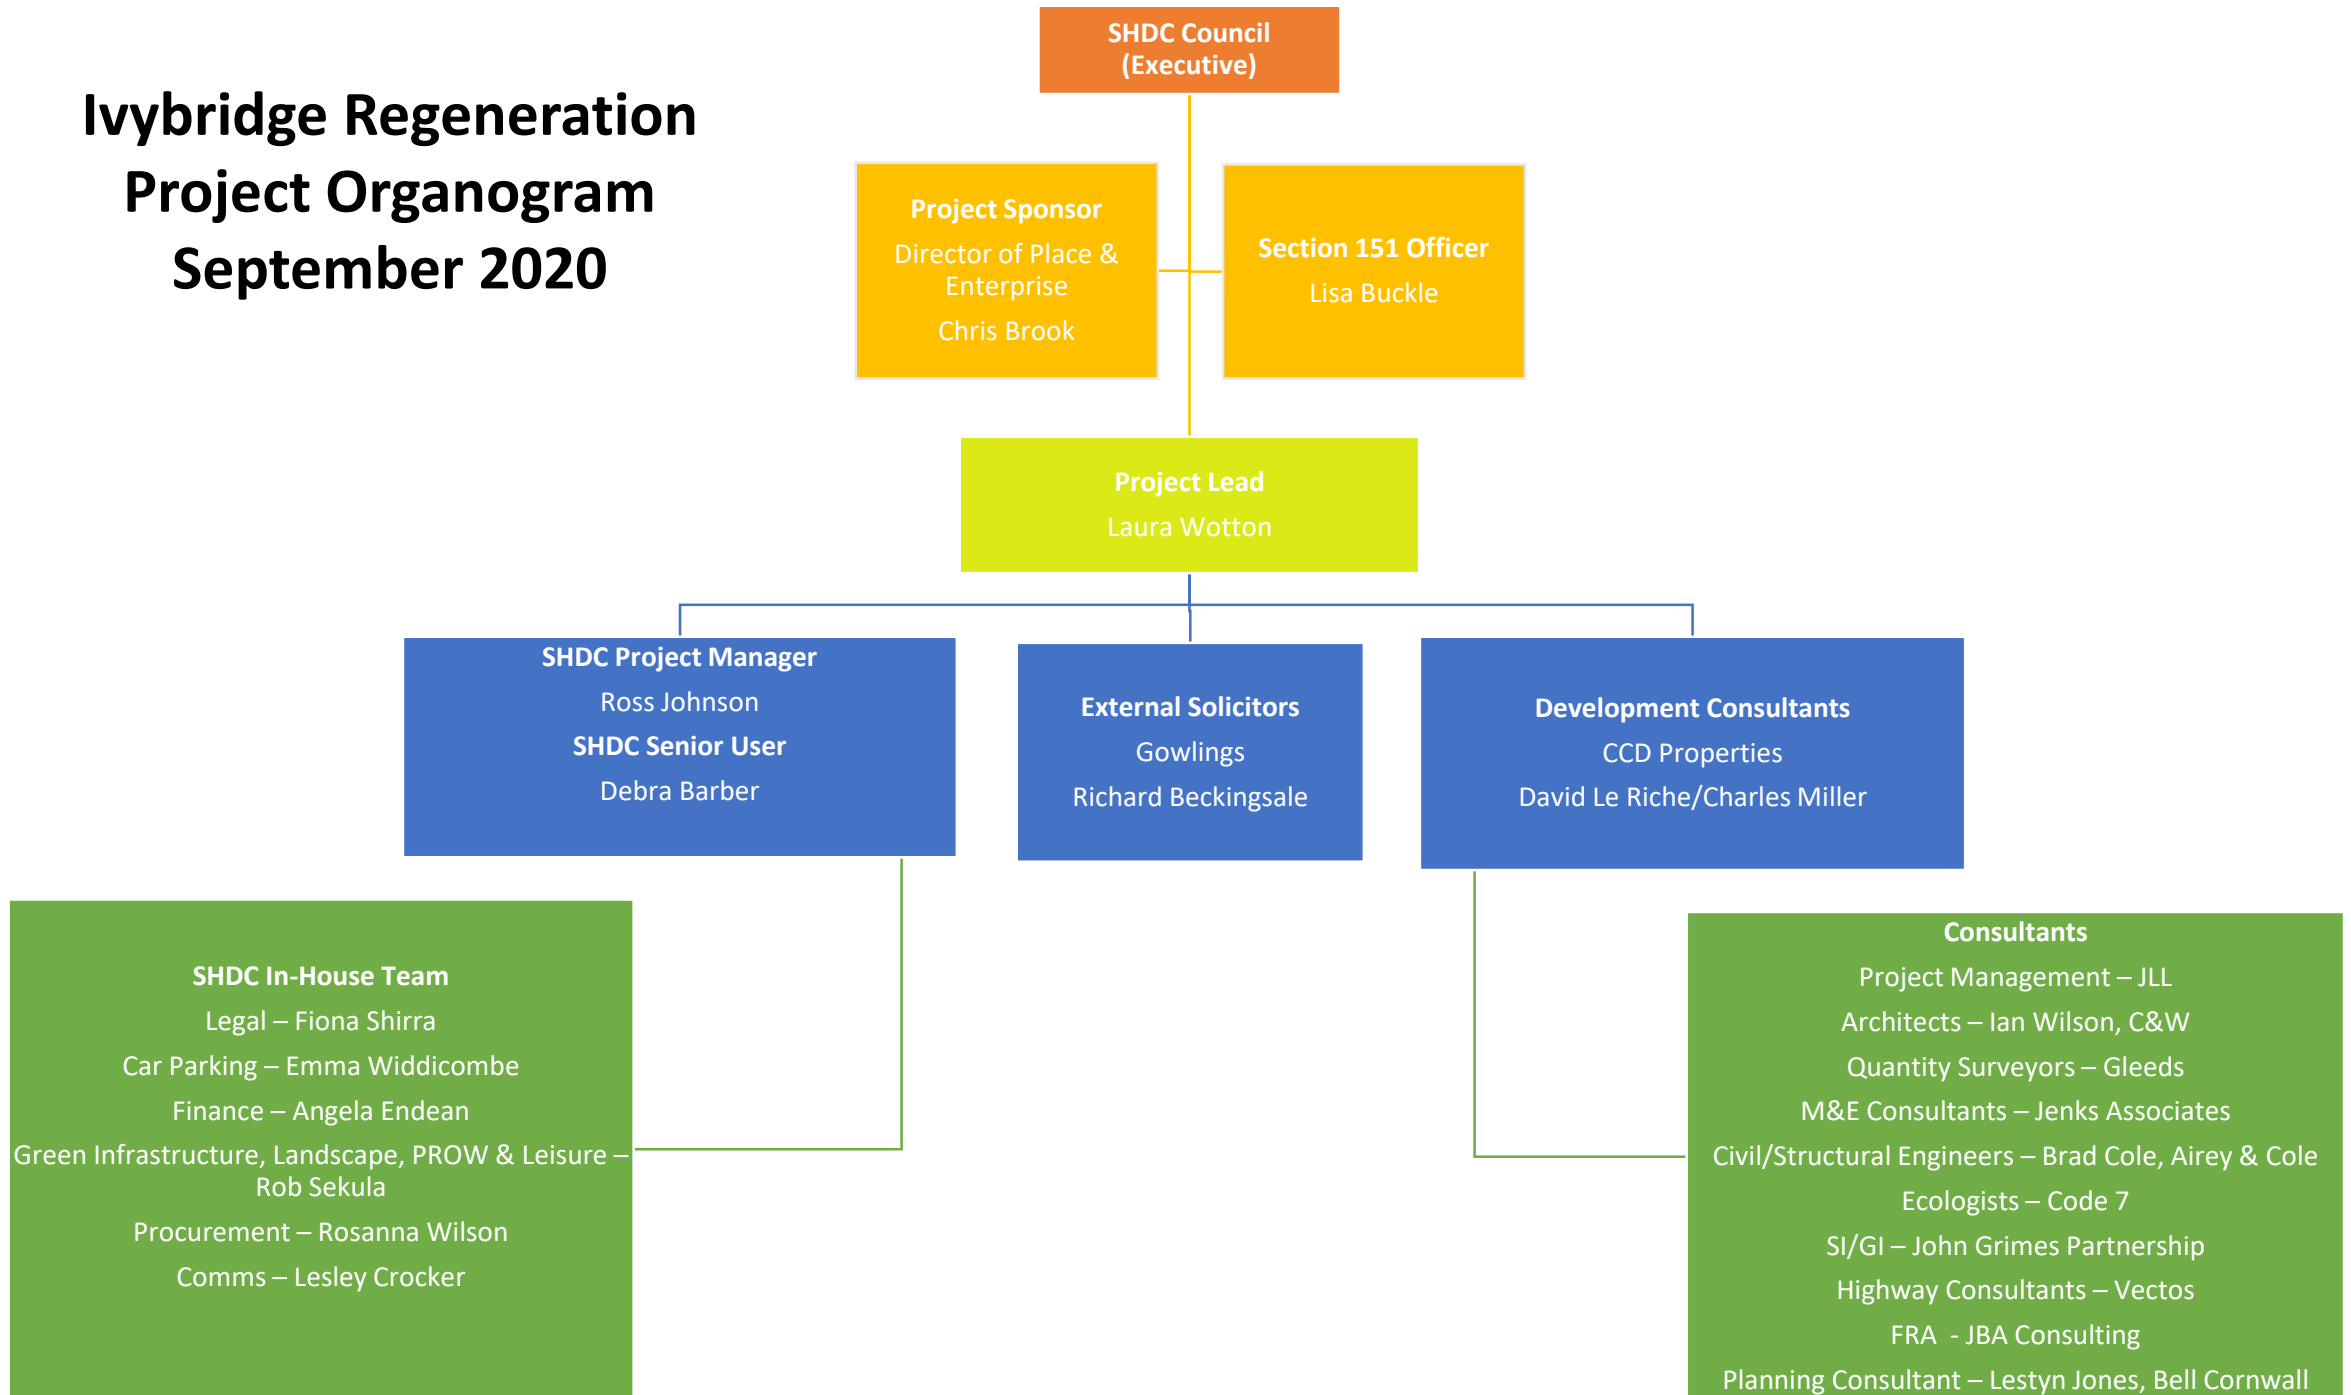 Ivybridge Regeneration
Project Organogram
September 2020
SHDC Council
(Executive)
Project Sponsor
Director of Place &
Enterprise
Chris Brook
Section 151 Officer
Lisa Buckle
Project Lead
Laura Wotton
SHDC Project Manager
Ross Johnson
SHDC Senior User
Debra Barber
External Solicitors
Gowlings
Richard Beckingsale
Development Consultants
CCD Properties
David Le Riche/Charles Miller
SHDC In-House Team
Legal – Fiona Shirra
Car Parking – Emma Widdicombe
Finance – Angela Endean
Green Infrastructure, Landscape, PROW & Leisure –
Rob Sekula
Procurement – Rosanna Wilson
Comms – Lesley Crocker
Consultants
Project Management – JLL
Architects – Ian Wilson, C&W
Quantity Surveyors – Gleeds
M&E Consultants – Jenks Associates
Civil/Structural Engineers – Brad Cole, Airey & Cole
Ecologists – Code 7
SI/GI – John Grimes Partnership
Highway Consultants – Vectos
FRA  - JBA Consulting
Planning Consultant – Lestyn Jones, Bell Cornwall